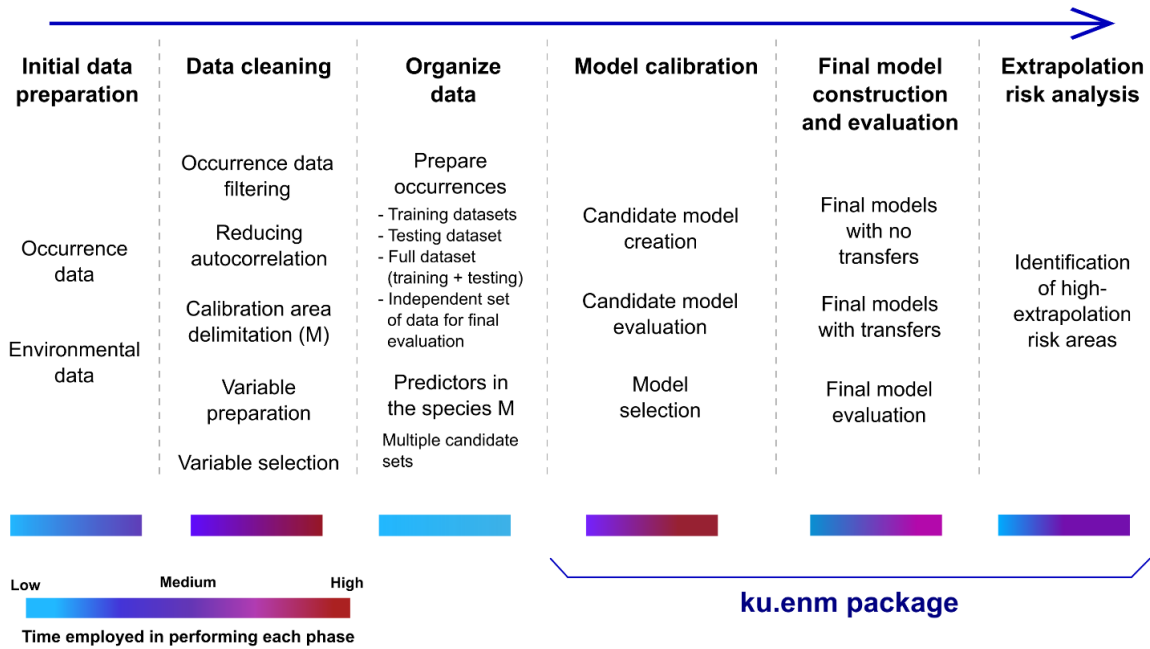 Initial data
preparation
Data cleaning
Organize
data
Model calibration
Final model
construction
and evaluation
Extrapolation
risk analysis
Occurrence
data
Environmental
data
Occurrence data
filtering
Reducing
autocorrelation
Calibration area
delimitation (M)
Variable
preparation
Variable selection
Prepare
occurrences
- Training datasets
- Testing dataset
- Full dataset
(training + testing)
- Independent set
of data for final
evaluation
Predictors in
the species M
Multiple candidate
sets
Candidate model
creation
Candidate model
evaluation
Model
selection
Final models
with no
transfers
Final models
with transfers
Final model
evaluation
Identification
of high-
extrapolation
risk areas
Low
Medium
High
Time employed in performing each phase
ku.enm package